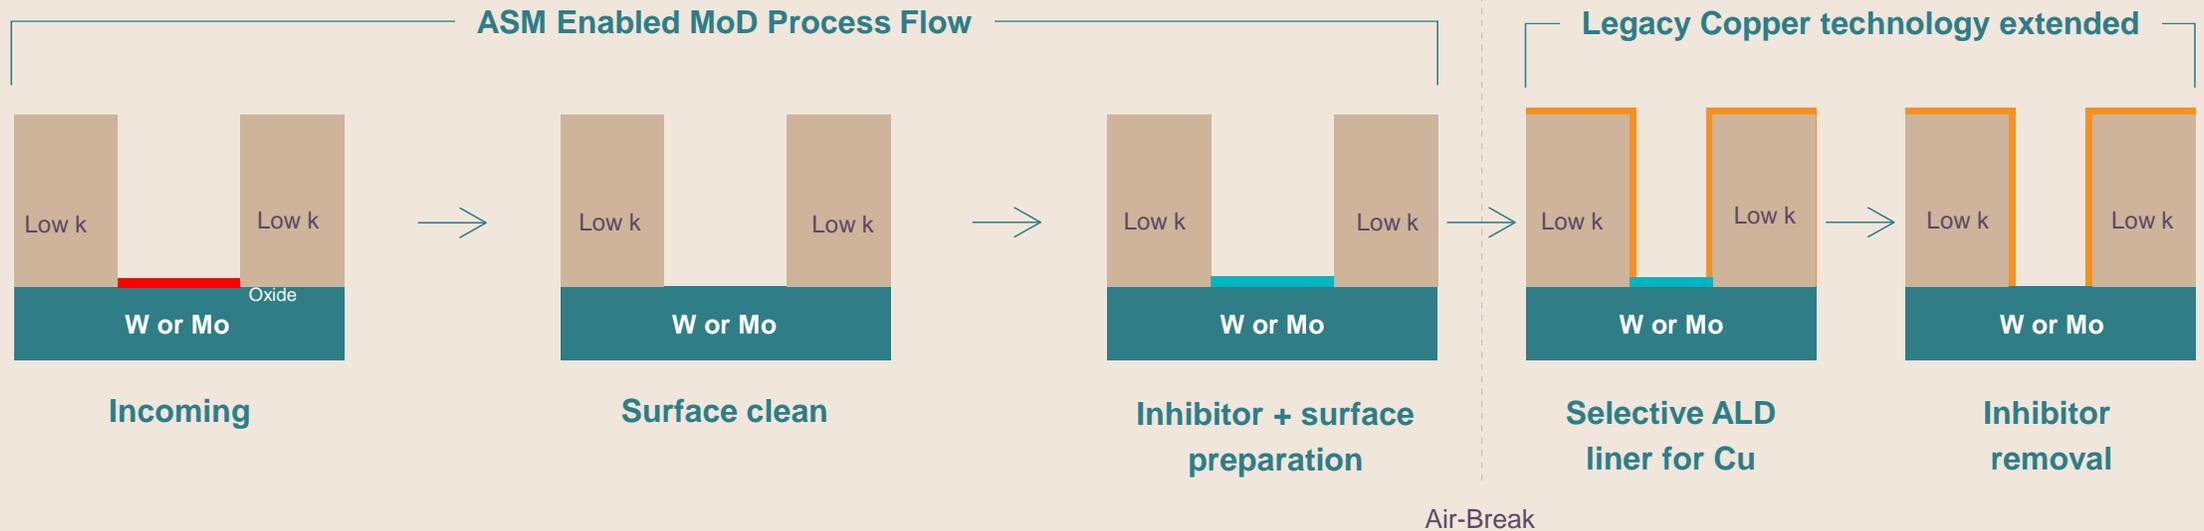 ASM Enabled MoD Process Flow
Legacy Copper technology extended
Low k
Low k
Oxide
W or Mo
Incoming
Low k
Low k
W or Mo
Surface clean
Low k
Low k
W or Mo
Inhibitor + surface
preparation
Low k
Low k
W or Mo
Selective ALD
liner for Cu
Low k
Low k
W or Mo
Inhibitor
removal
Air-Break